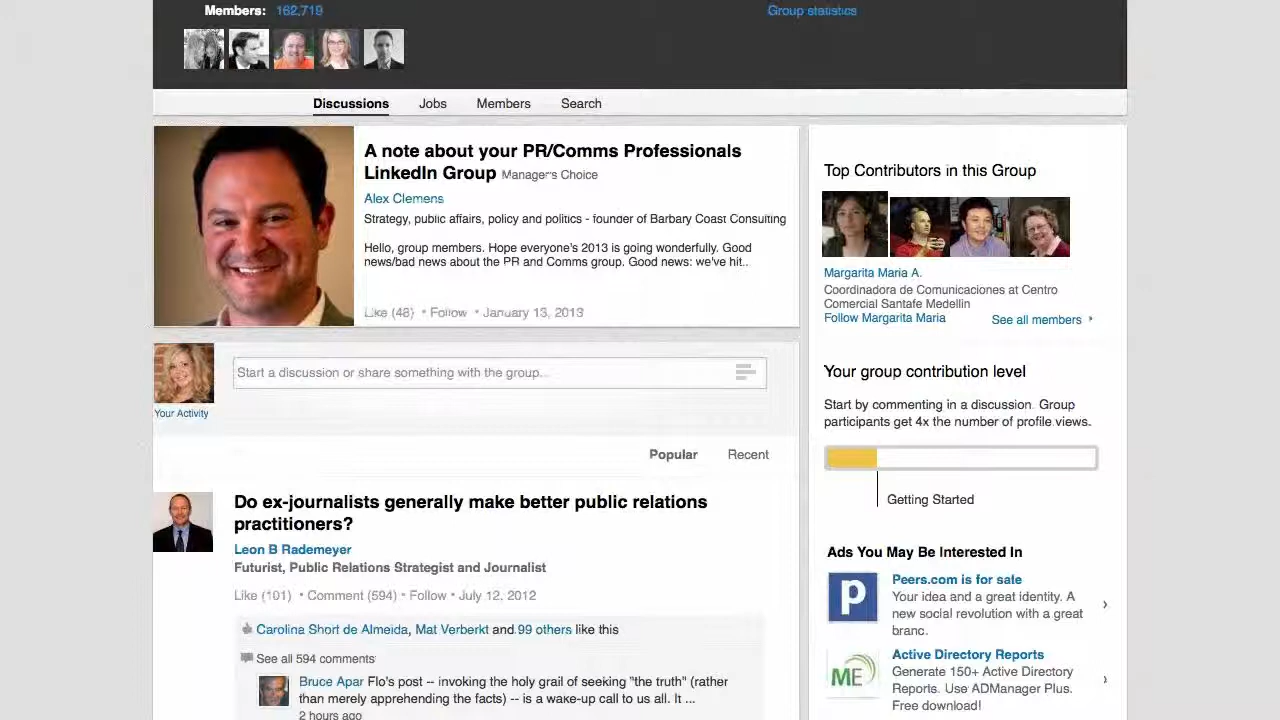 Members: 162,719
Group statistics
Discussions Jobs Members Search
A note about your PR/Comms Professionals
LinkedIn Group Manager's Choice
Alex Clemens
Strategy, public affairs, policy and politics - founder of Barbary Coast Consulting
Hello, group members. Hope everyone's 2013 is going wonderfully. Good
news/bad news about the PR and Comms group. Good news: we've hit..
Like (48) • Follow • January 13, 2013
Start a discussion or share something with the group...
Your Activity
Popular Recent
Do ex-journalists generally make better public relations
practitioners?
Leon B Rademeyer
Futurist, Public Relations Strategist and Journalist
Like (101) • Comment (594) • Follow • July 12, 2012
Carolina Short de Almeida, Mat Verberkt and 99 others like this
See all 594 comments
Bruce Apar Flo's post -- invoking the holy grail of seeking "the truth" (rather
than merely apprehending the facts) -- is a wake-up call to us all. It ...
2 hours ago
Top Contributors in this Group
Margarita Maria A.
Coordinadora de Comunicaciones at Centro
Comercial Santafe Medellin
Follow Margarita Maria
See all members
Your group contribution level
Start by commenting in a discussion. Group
participants get 4x the number of profile views.
Getting Started
Ads You May Be Interested In
p
Peers.com is for sale
Your idea and a great identity. A
new social revolution with a great
branc.
ME
Active Directory Reports
Generate 150+ Active Directory
Reports. Use ADManager Plus.
Free download!